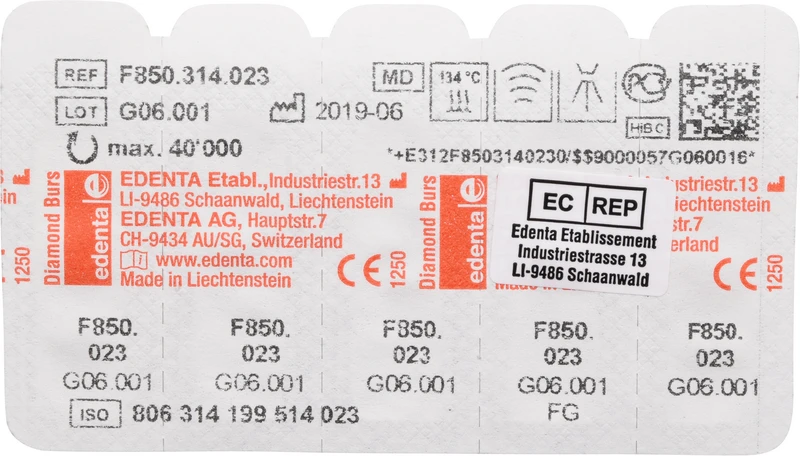 REF F850.314.023
LOT G06.001 2019-06
max. 40'000
MD 134 °C
HIBC
*+E312F8503140230/$$9000057G060016*
1250
Diamond Burs
edenta e
EDENTA Etabl., Industriestr.13
LI-9486 Schaanwald, Liechtenstein
EDENTA AG, Hauptstr.7
CH-9434 AU/SG, Switzerland
www.edenta.com
Made in Liechtenstein
CE
1250
Diamond Burs
edenta
EC REP
Edenta Etablissement
Industriestrasse 13
LI-9486 Schaanwald
striestr.13
chtenstein
str.7
erland
CE
1250
F850. F850. F850. F850. F850.
023 023 023 023 023
G06.001 G06.001 G06.001 G06.001 G06.001
FG
ISO 806 314 199 514 023